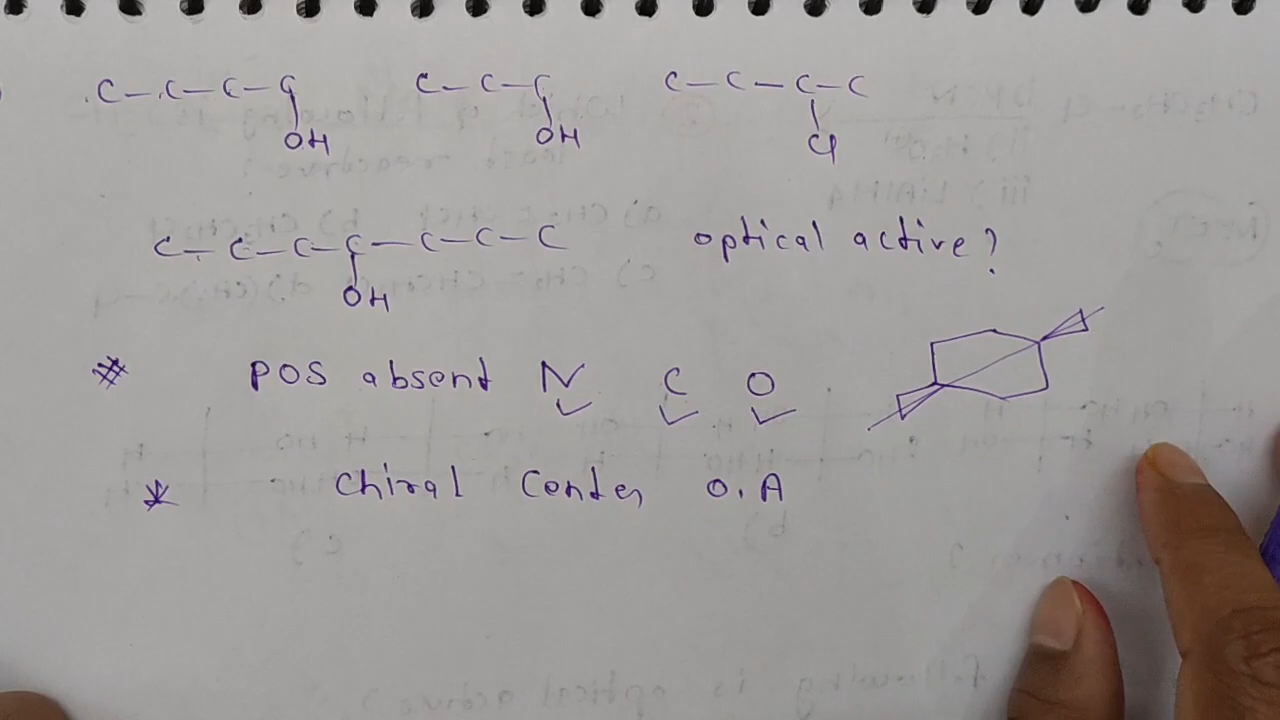 C-C-C-C C-C-C C-C-C-C
OH OH Cl
C-C-C-C-C-C-C optical active?
OH
* POS absent N C O
* Chiral Center O.A